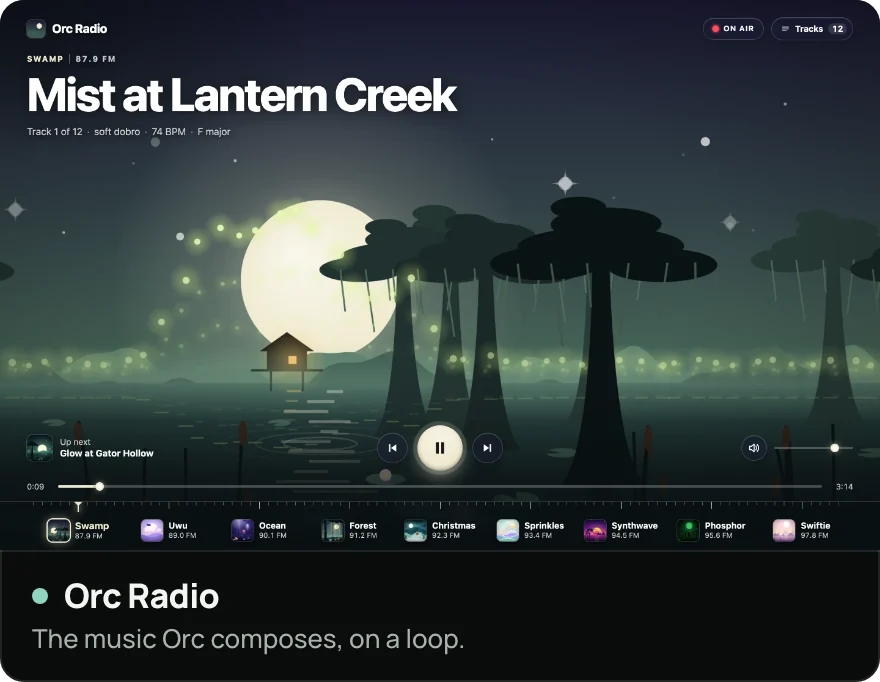 Orc Radio
ON AIR
Tracks 12
SWAMP | 87.9 FM
Mist at Lantern Creek
Track 1 of 12 · soft dobro · 74 BPM · F major
Up next
Glow at Gator Hollow
0:09
3:14
Swamp
87.9 FM
Uwu
89.0 FM
Ocean
90.1 FM
Forest
91.2 FM
Christmas
92.3 FM
Sprinkles
93.4 FM
Synthwave
94.5 FM
Phosphor
95.6 FM
Swiftie
97.8 FM
Orc Radio
The music Orc composes, on a loop.